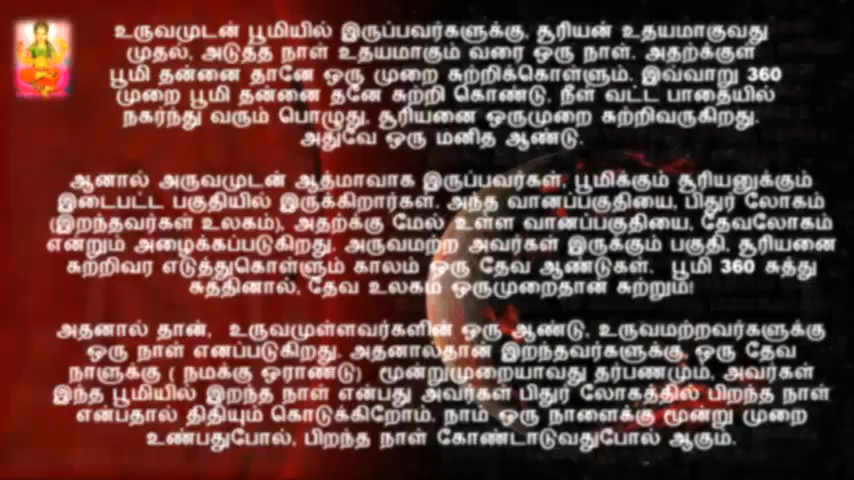 உருவமுடன் பூமியில் இருப்பவர்களுக்கு, சூரியன் உதயமாகுவது
முதல், அடுத்த நாள் உதயமாகும் வரை ஒரு நாள். அதற்க்குள்
பூமி தன்னை தானே ஒரு முறை சுற்றிக்கொள்ளும். இவ்வாறு 360
முறை பூமி தன்னை தனே சுற்றி கொண்டு, நீள வட்ட பாதையில்
நகர்ந்து வரும் பொழுது, சூரியனை ஒருமுறை சுற்றிவருகிறது.
அதுவே ஒரு மனித ஆண்டு.
ஆனால் அருவமுடன் ஆத்மாவாக இருப்பவர்கள், பூமிக்கும் சூரியனுக்கும்
இடைபட்ட பகுதியில் இருக்கிறார்கள். அந்த வானப்பகுதியை, பிதுர் லோகம்
(இறந்தவர்கள் உலகம்), அதற்க்கு மேல் உள்ள வானப்பகுதியை, தேவலோகம்
என்றும் அழைக்கப்படுகிறது. அருவமற்ற அவர்கள் இருக்கும் பகுதி, சூரியனை
சுற்றிவர எடுத்துகொள்ளும் காலம் ஒரு தேவ ஆண்டுகள். பூமி 360 சுத்து
சுத்தினால், தேவ உலகம் ஒருமுறைதான் சுற்றும்!
அதனால் தான், உருவமுள்ளவர்களின் ஒரு ஆண்டு, உருவமற்றவர்களுக்கு
ஒரு நாள் எனப்படுகிறது. அதனால்தான் இறந்தவர்களுக்கு ஒரு தேவ
நாளுக்கு ( நமக்கு ஓராண்டு) மூன்றுமுறையாவது தர்பணமும், அவர்கள்
இந்த பூமியில் இறந்த நாள் என்பது அவர்கள் பிதுர் லோகத்தில் பிறந்த நாள்
என்பதால் திதியும் கொடுக்கிறோம். நாம் ஒரு நாளைக்கு மூன்று முறை
உண்பதுபோல், பிறந்த நாள் கோண்டாடுவதுபோல் ஆகும்.